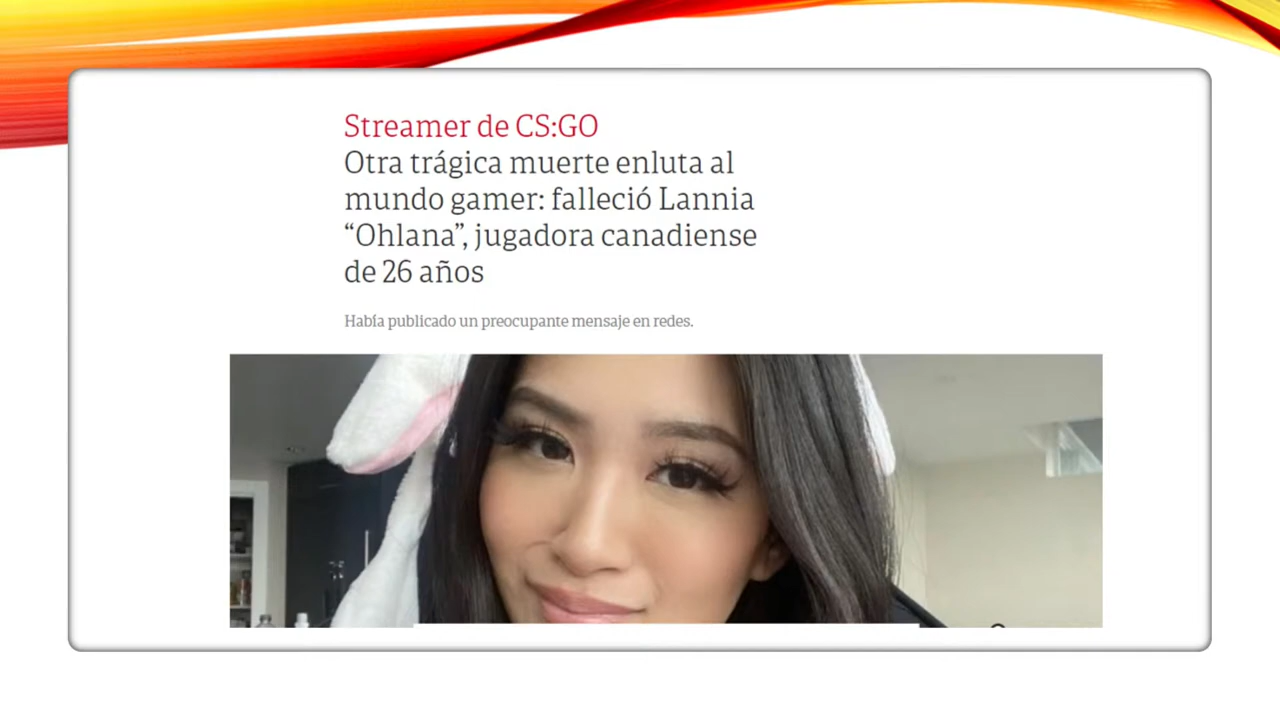 Streamer de CS:GO
Otra trágica muerte enluta al
mundo gamer: falleció Lannia
“Ohlana”, jugadora canadiense
de 26 años
Había publicado un preocupante mensaje en redes.